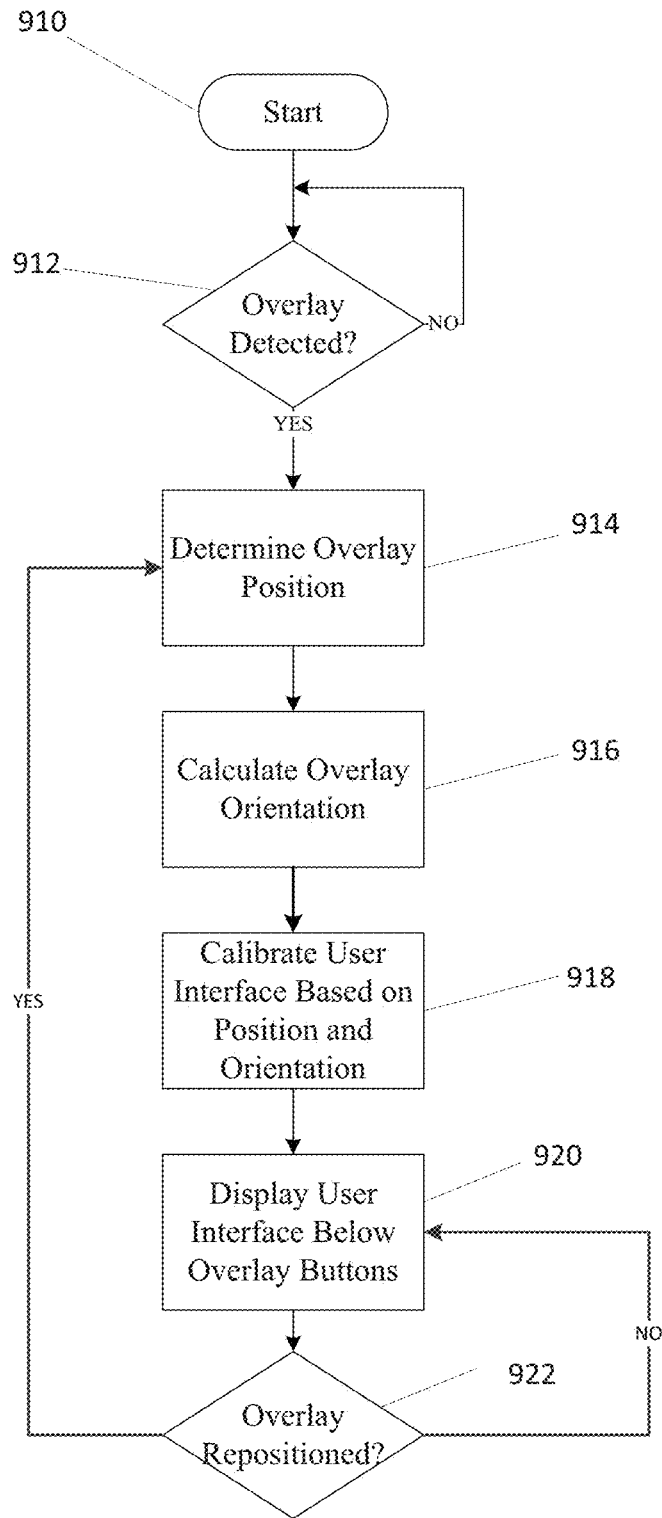 910
Start
912
Overlay
Detected?
NO
YES
914
Determine Overlay
Position
916
Calculate Overlay
Orientation
918
Calibrate User
Interface Based on
Position and
Orientation
YES
920
Display User
Interface Below
Overlay Buttons
NO
922
Overlay
Repositioned?